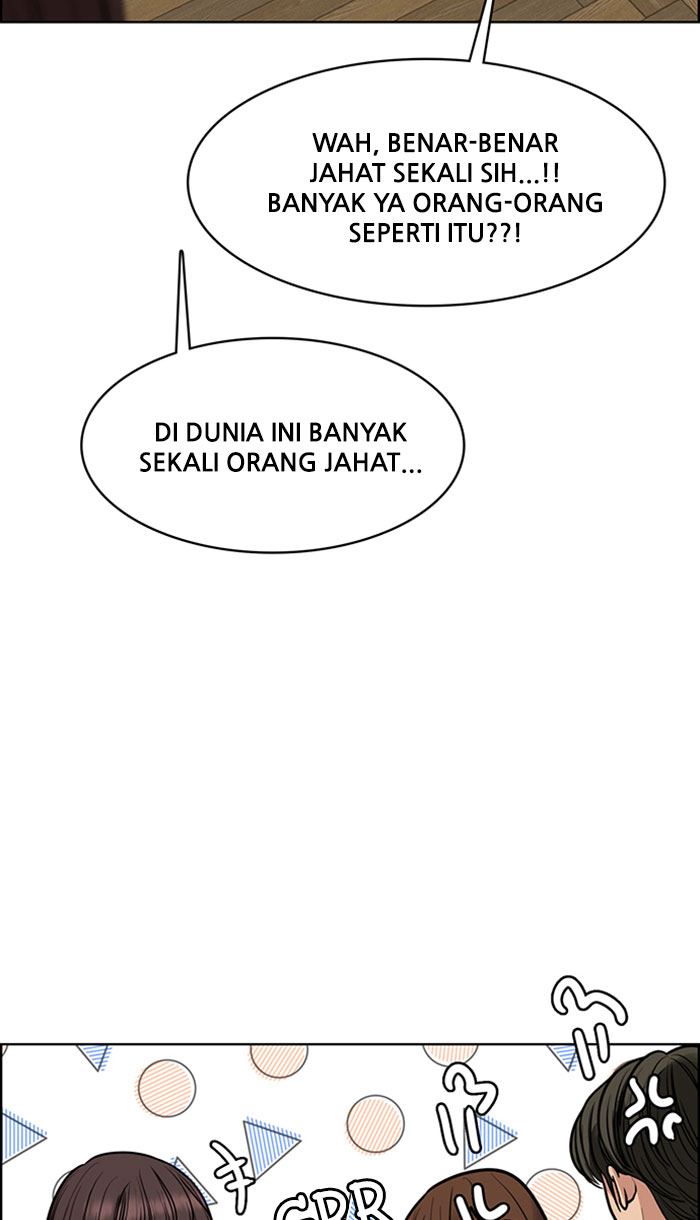 WAH, BENAR-BENAR
JAHAT SEKALI SIH...!!
BANYAK YA ORANG-ORANG
SEPERTI ITU??!
DI DUNIA INI BANYAK
SEKALI ORANG JAHAT...
GRR